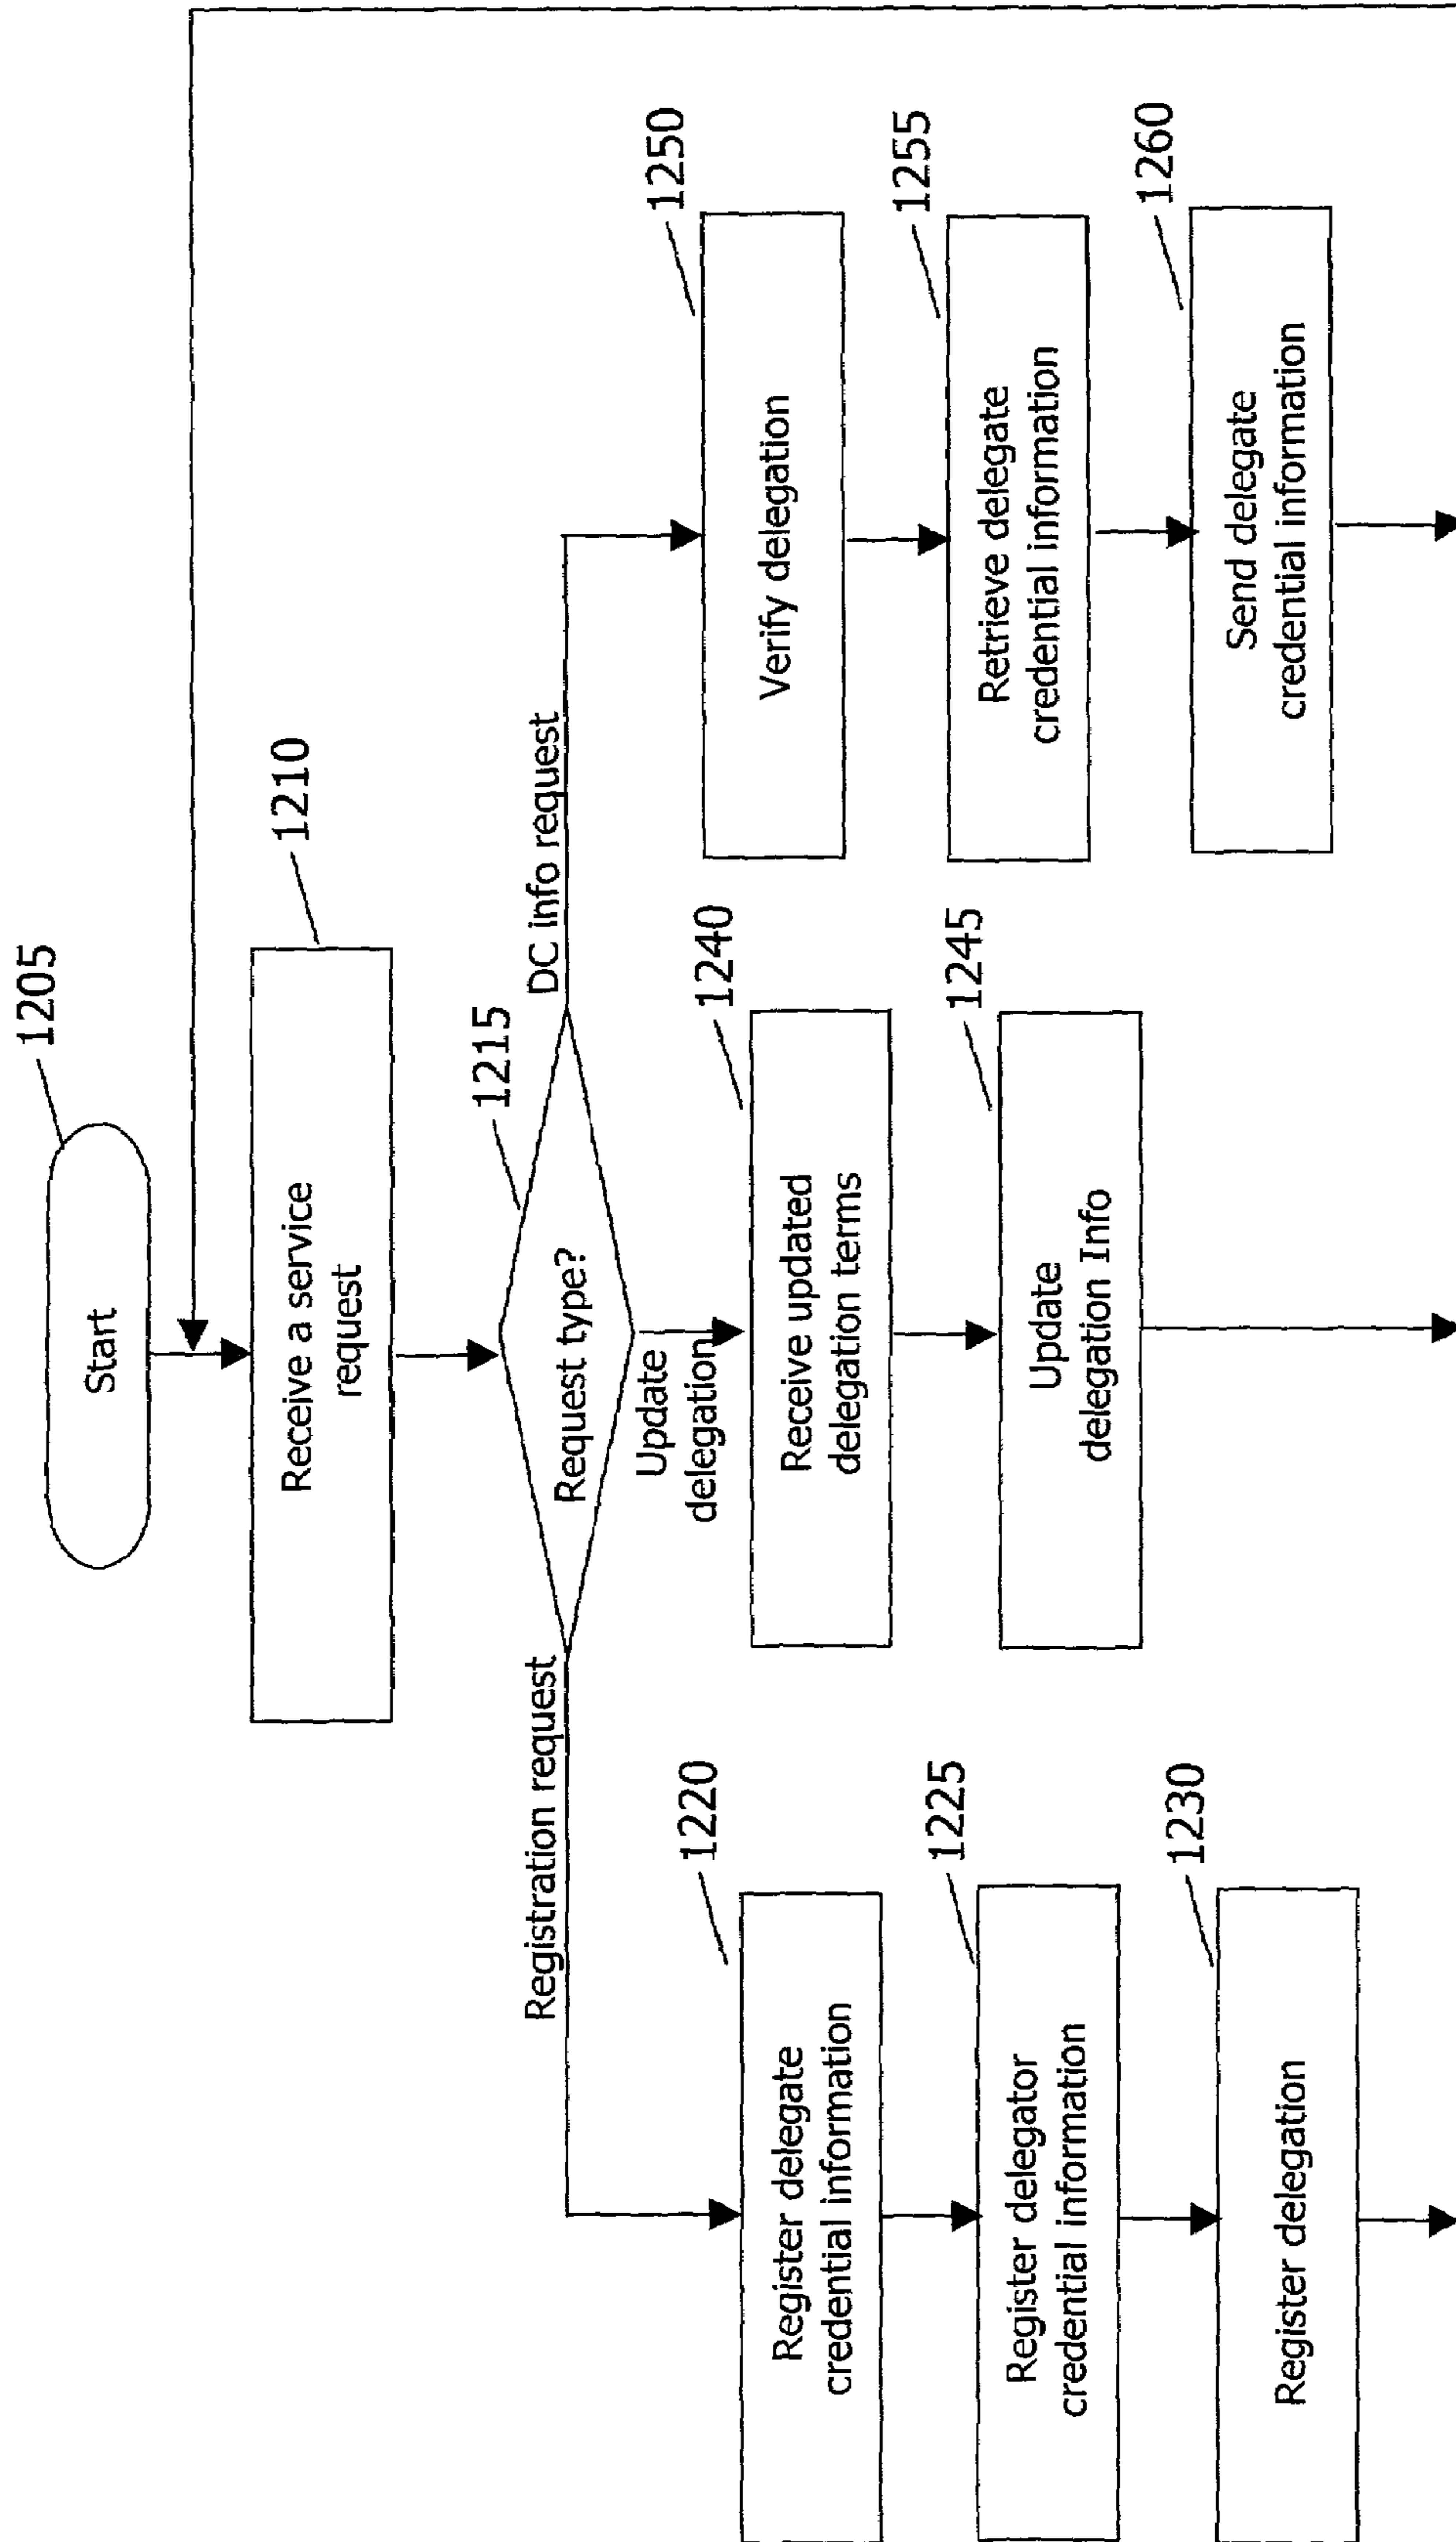 1205
Start
1210
Receive a service
request
1215
Request type?
Registration request
DC info request
Update
delegation
1220
Register delegate
credential information
1225
Register delegator
credential information
1230
Register delegation
1240
Receive updated
delegation terms
1245
Update
delegation Info
1250
Verify delegation
1255
Retrieve delegate
credential information
1260
Send delegate
credential information